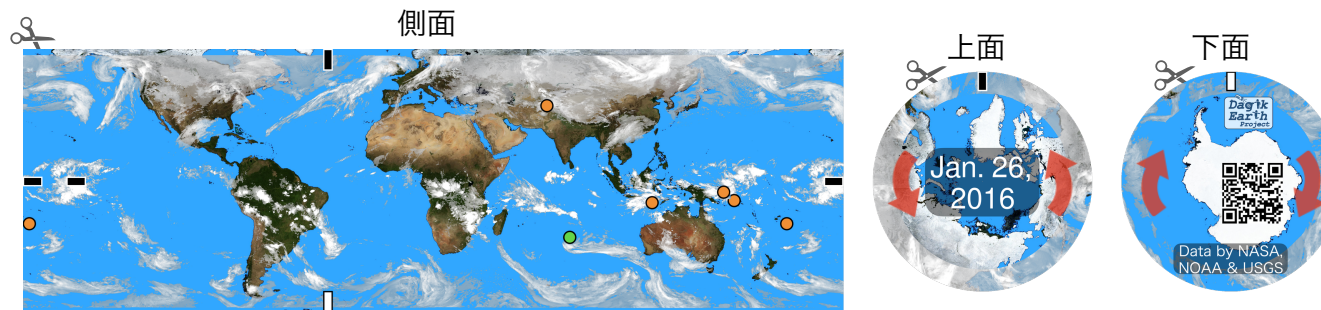 側面
上面
下面
Jan. 26,
2016
Dagik
Earth
Project
Data by NASA,
NOAA & USGS